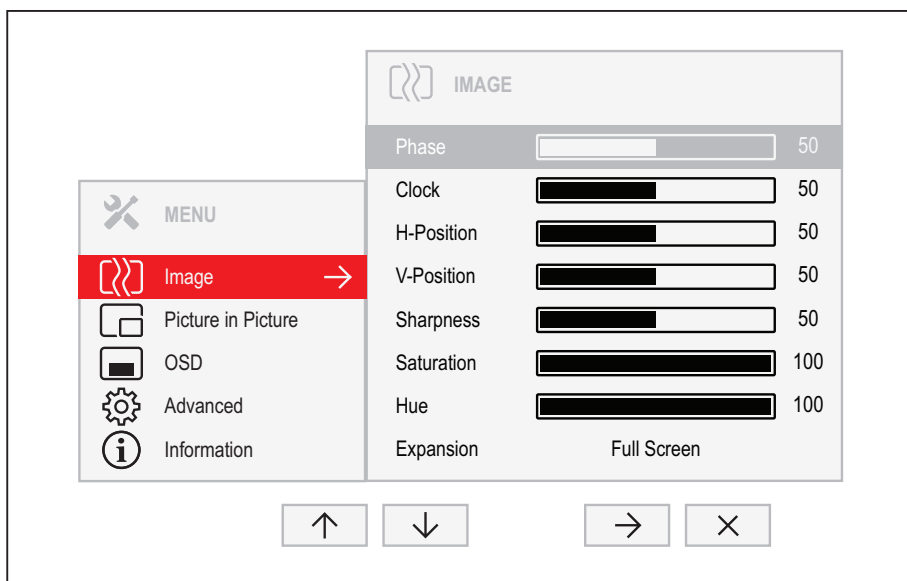 IMAGE
Phase 50
Clock 50
H-Position 50
V-Position 50
Sharpness 50
Saturation 100
Hue 100
Expansion Full Screen
MENU
Image
Picture in Picture
OSD
Advanced
Information